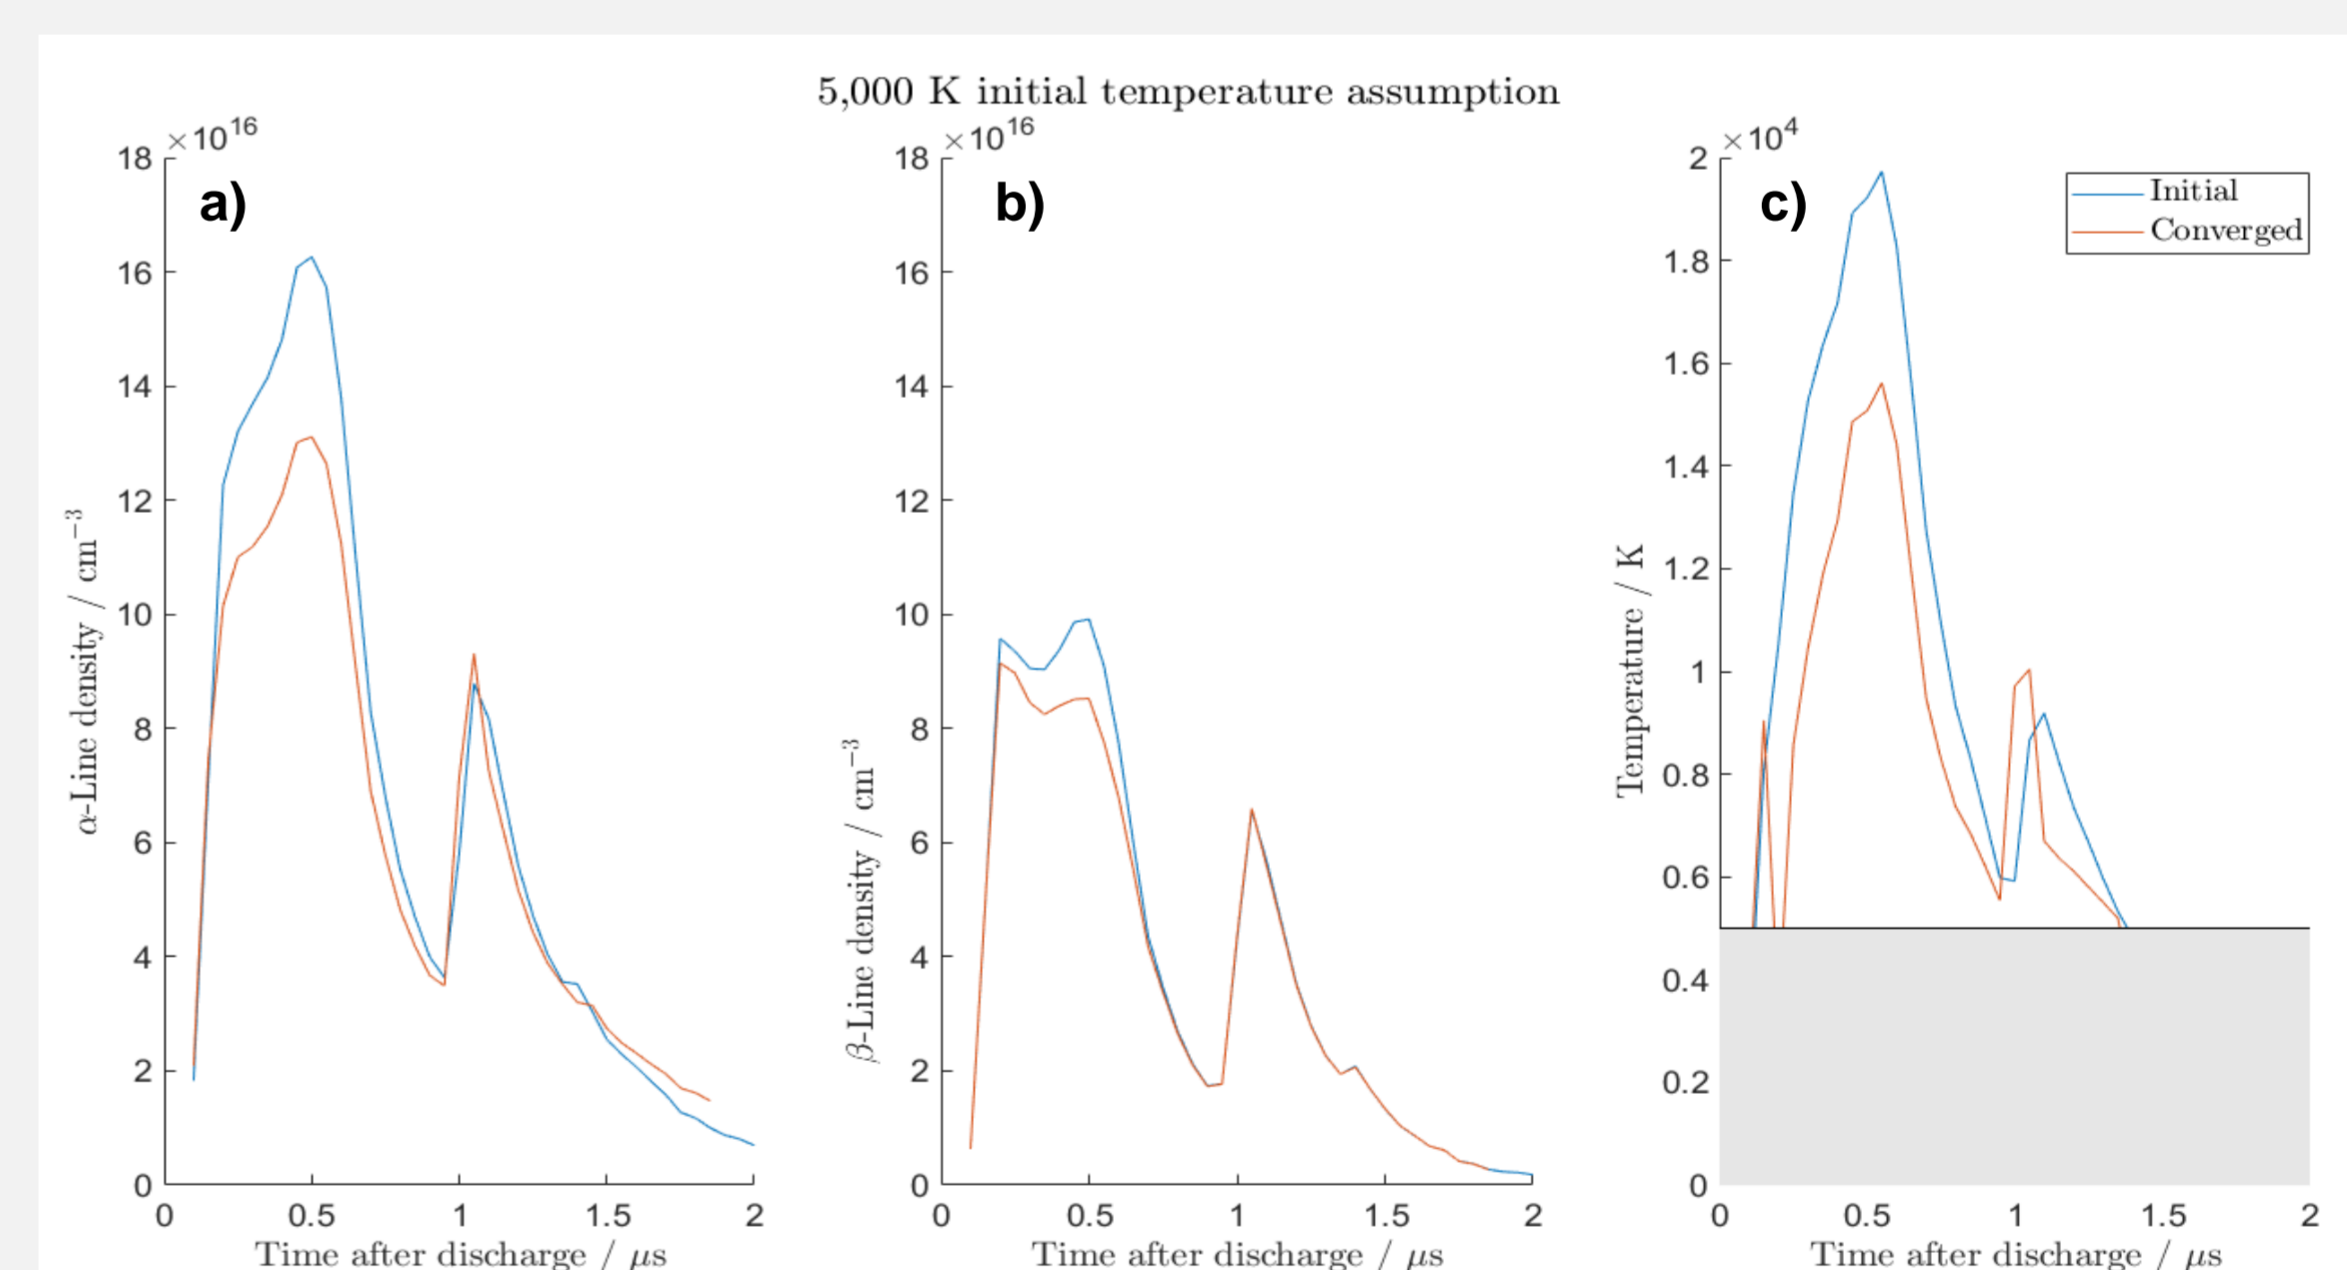 5,000 K initial temperature assumption
×10^16
18
16
14
12
10
8
6
4
2
0
0 0.5 1 1.5 2
α-Line density / cm^−3
Time after discharge / μs
a)
×10^16
18
16
14
12
10
8
6
4
2
0
0 0.5 1 1.5 2
β-Line density / cm^−3
Time after discharge / μs
b)
×10^4
2
1.8
1.6
1.4
1.2
1
0.8
0.6
0.4
0.2
0
0 0.5 1 1.5 2
Temperature / K
Time after discharge / μs
c)
Initial
Converged